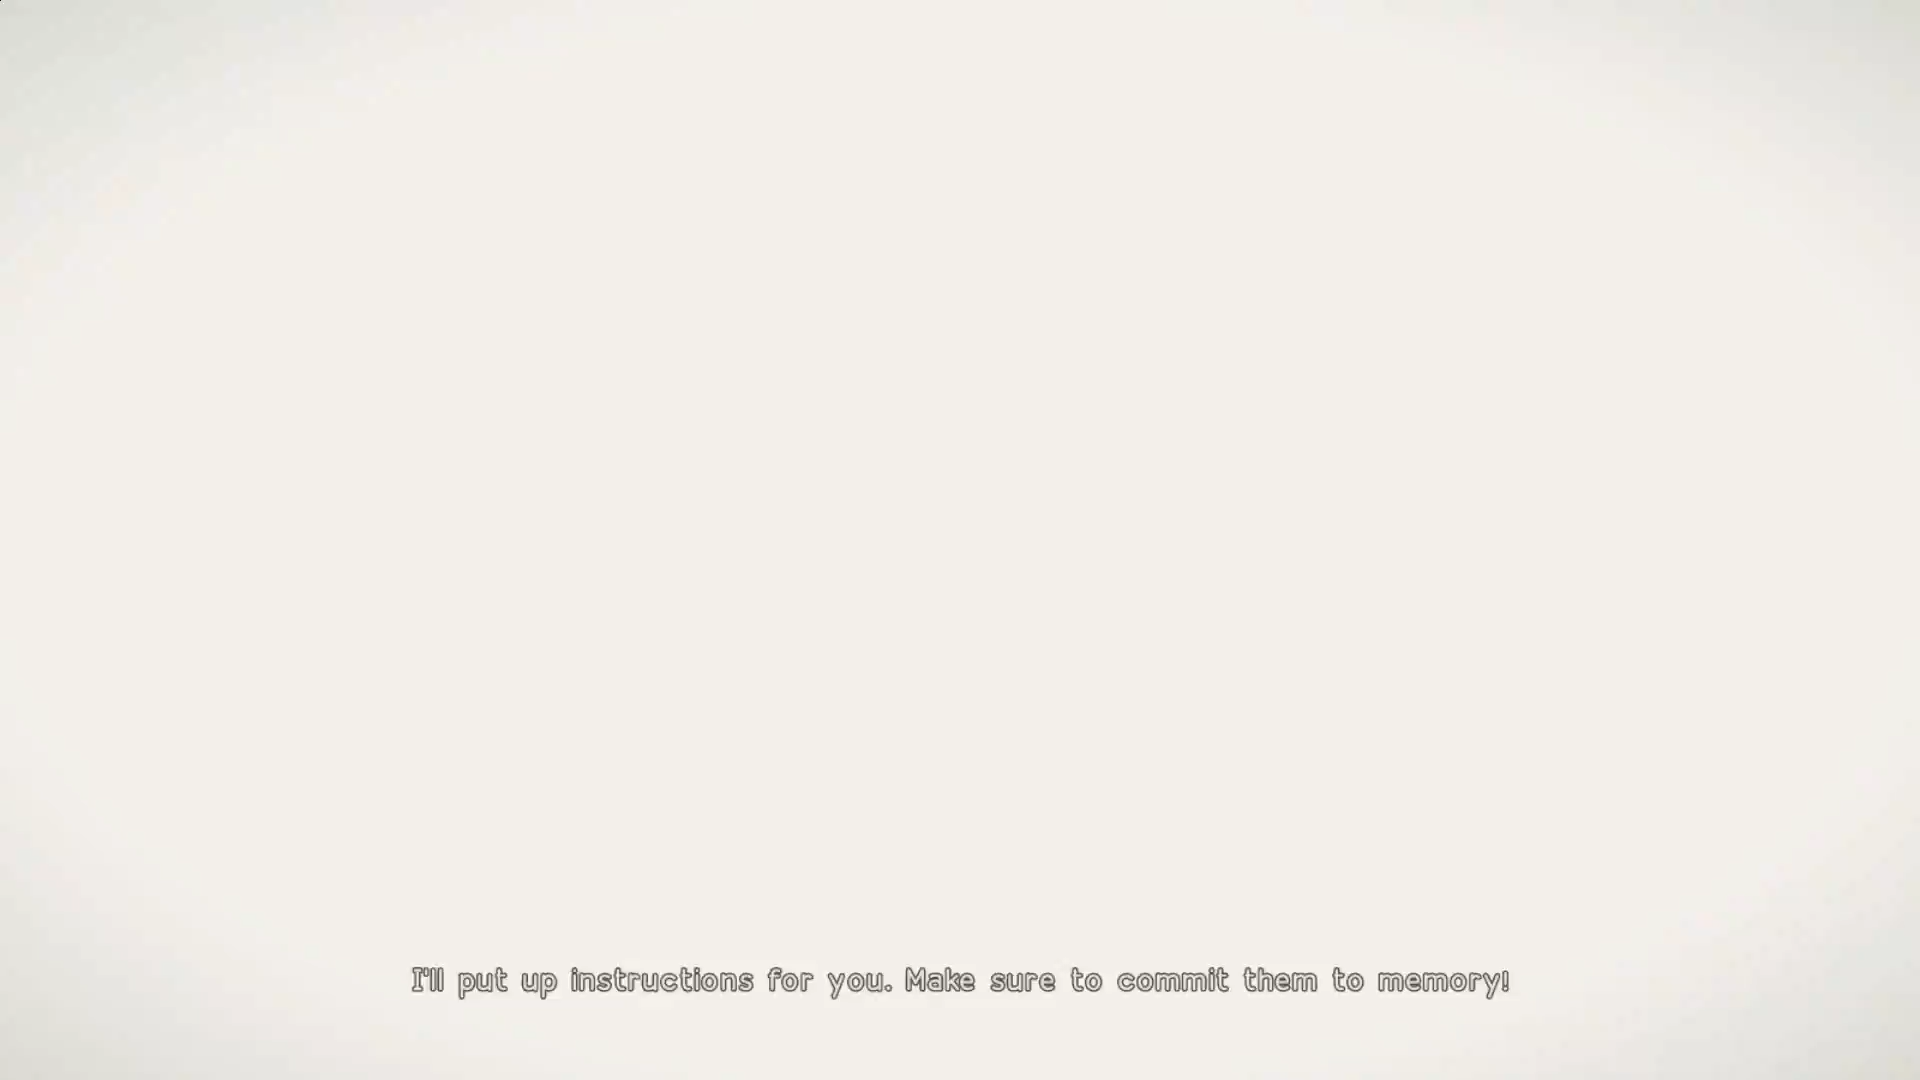 I'll put up instructions for you. Make sure to commit them to memory!